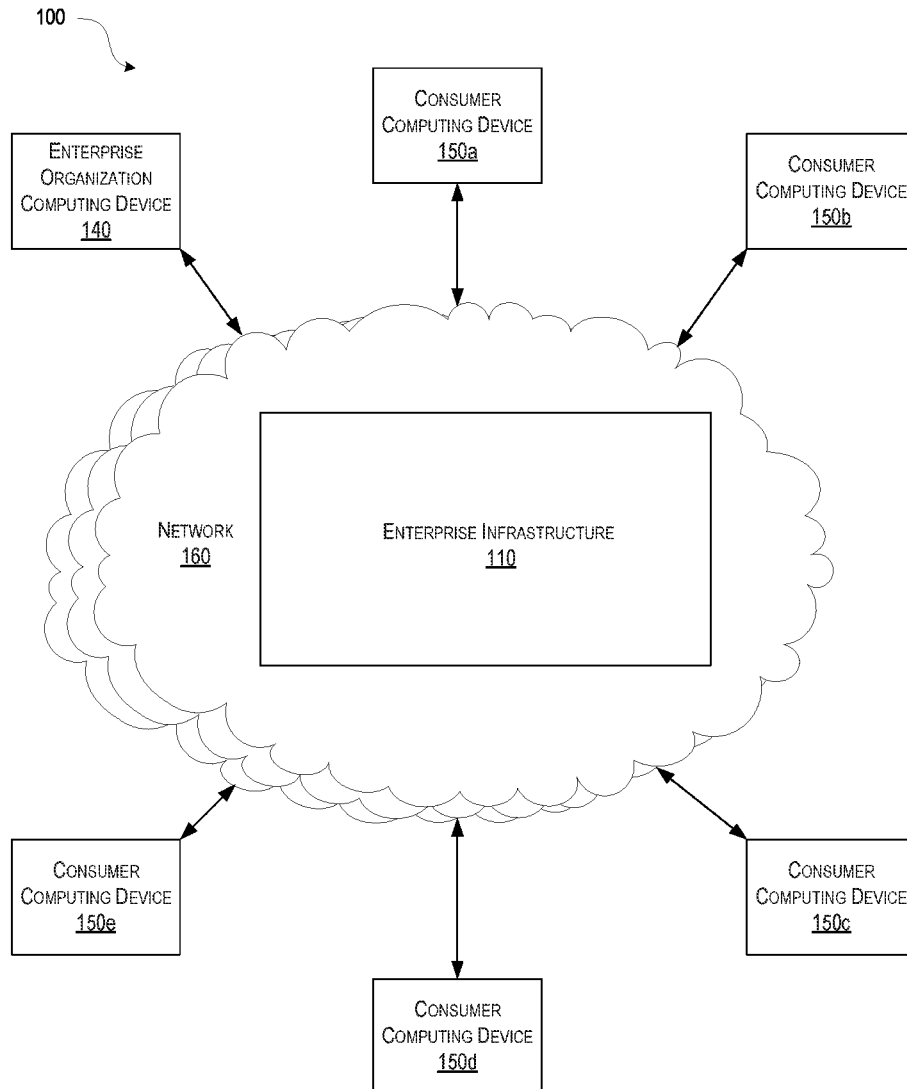 100
CONSUMER
COMPUTING DEVICE
150a
ENTERPRISE
ORGANIZATION
COMPUTING DEVICE
140
CONSUMER
COMPUTING DEVICE
150b
NETWORK
160
ENTERPRISE INFRASTRUCTURE
110
CONSUMER
COMPUTING DEVICE
150e
CONSUMER
COMPUTING DEVICE
150c
CONSUMER
COMPUTING DEVICE
150d